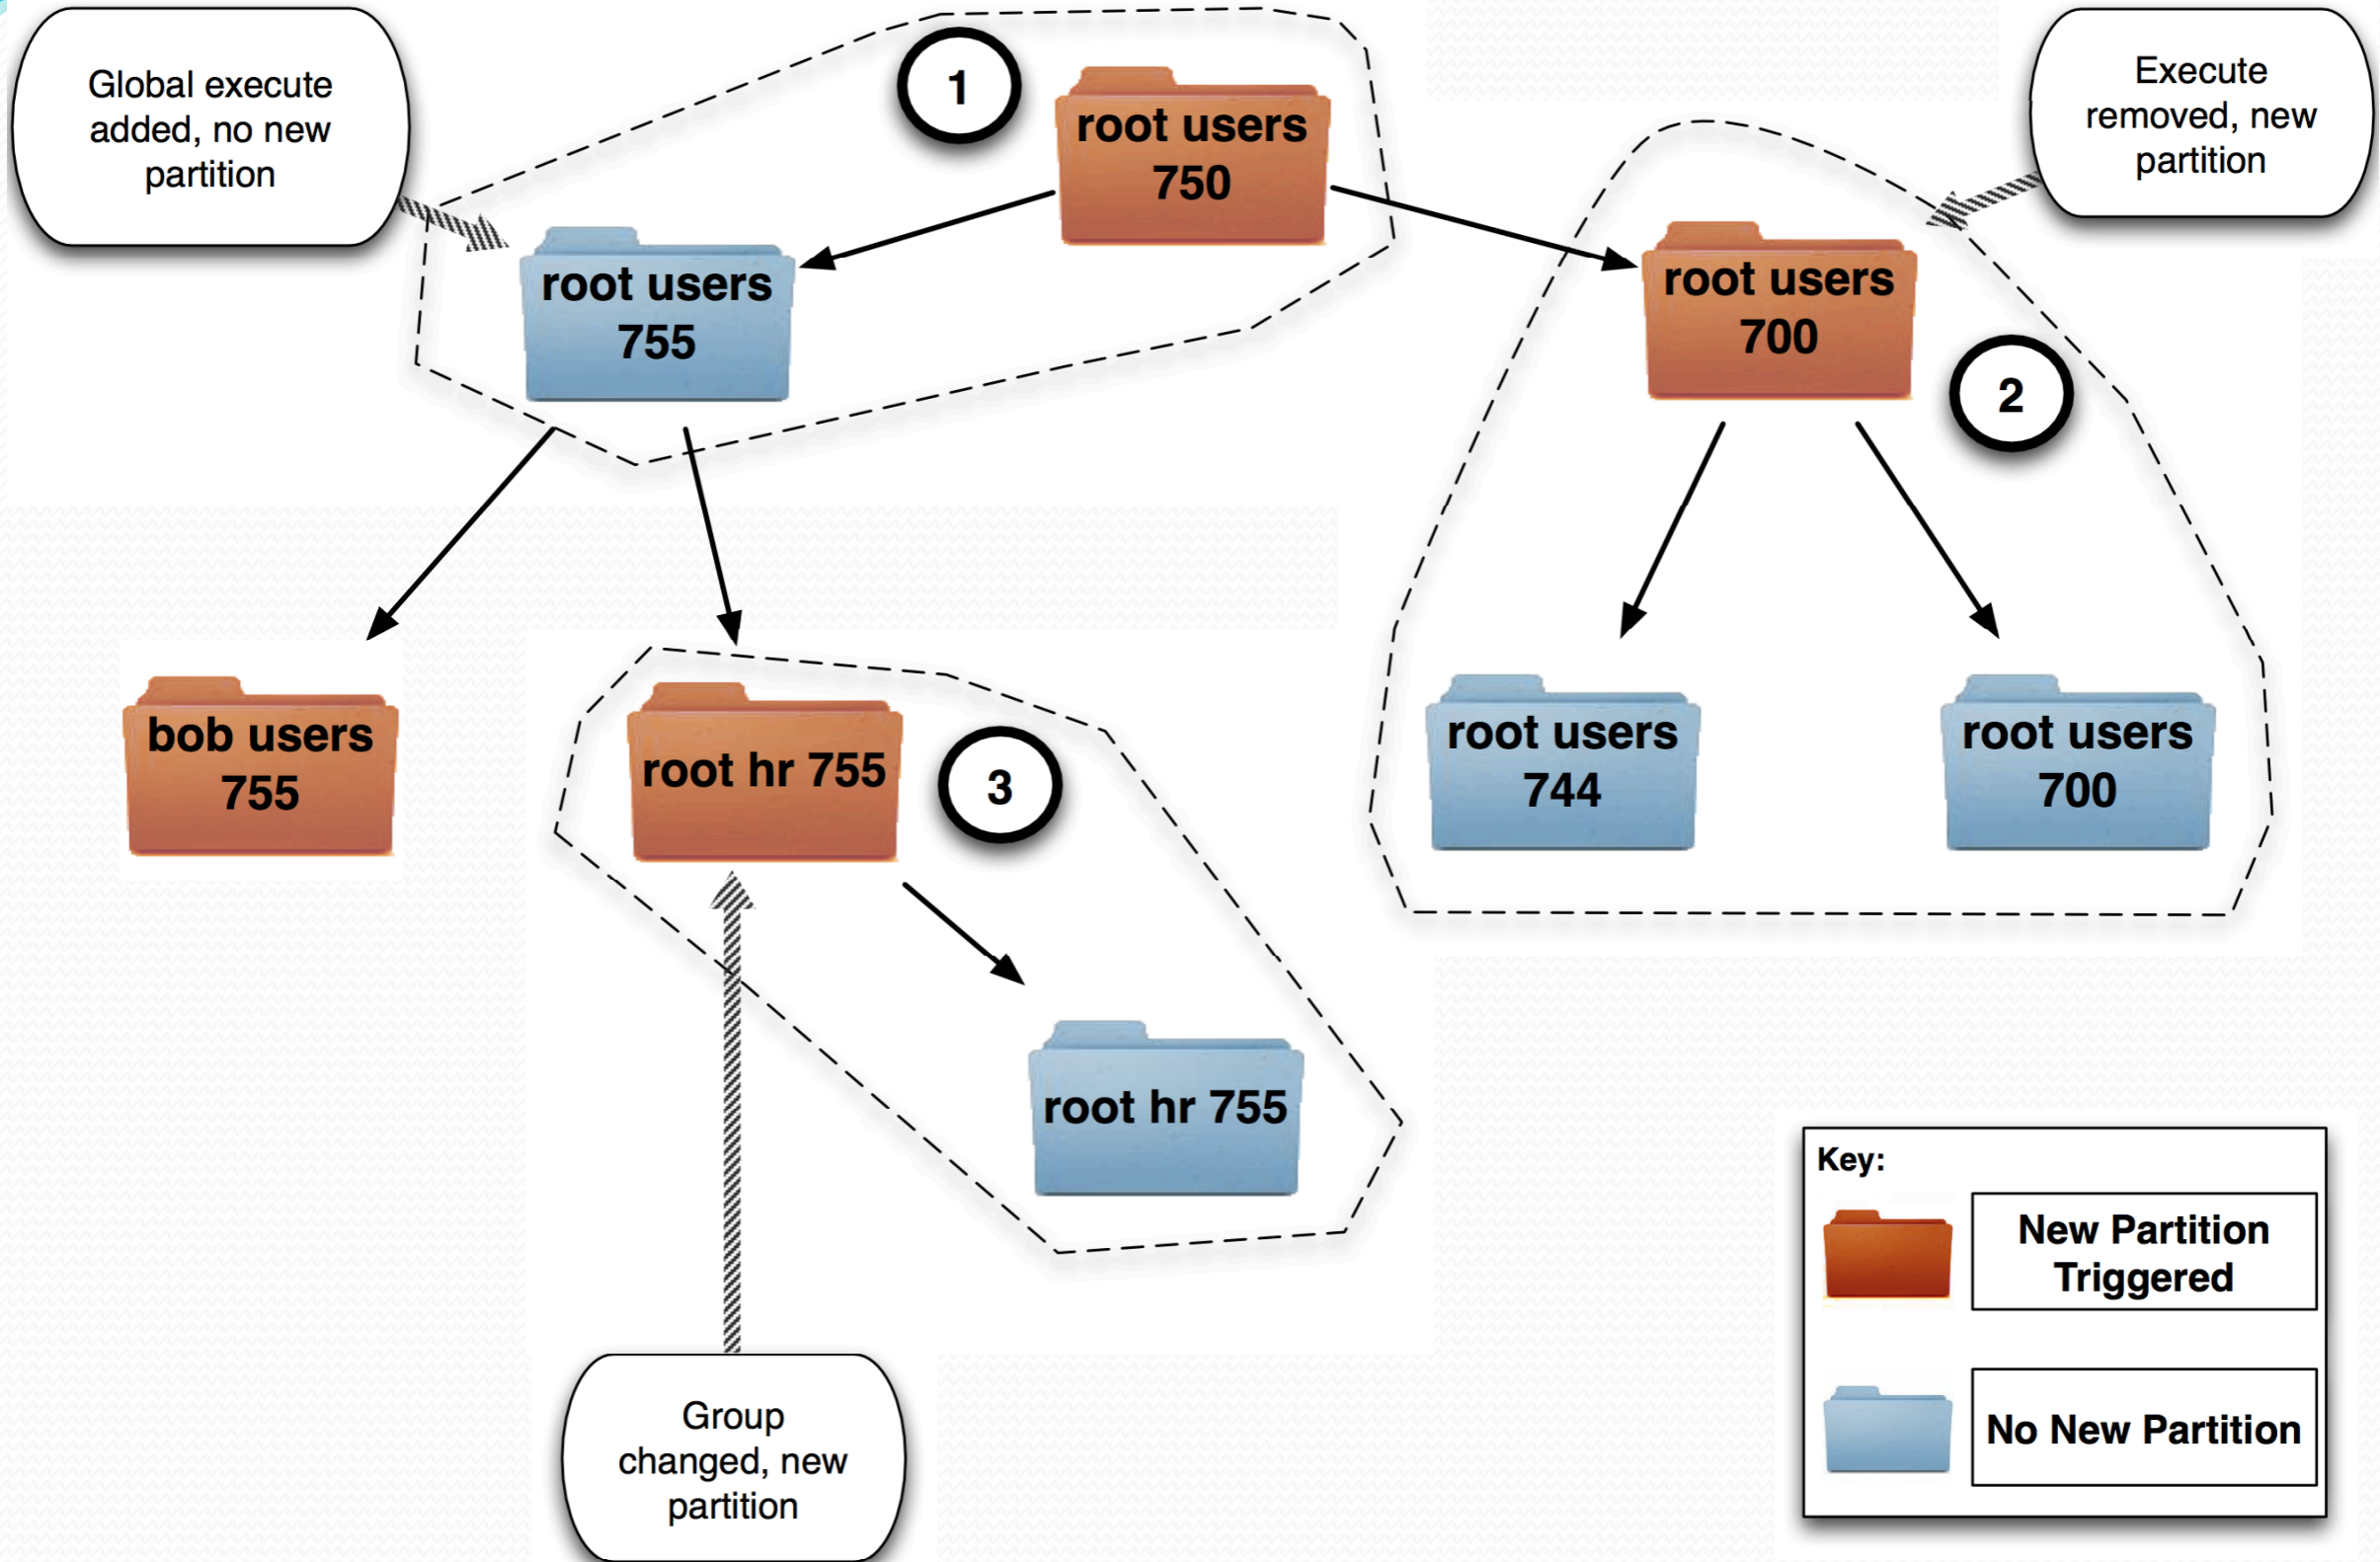 Global execute
added, no new
partition
1
root users
750
Execute
removed, new
partition
root users
755
root users
700
2
bob users
755
root hr 755
3
root users
744
root users
700
root hr 755
Key:
New Partition
Triggered
No New Partition
Group
changed, new
partition